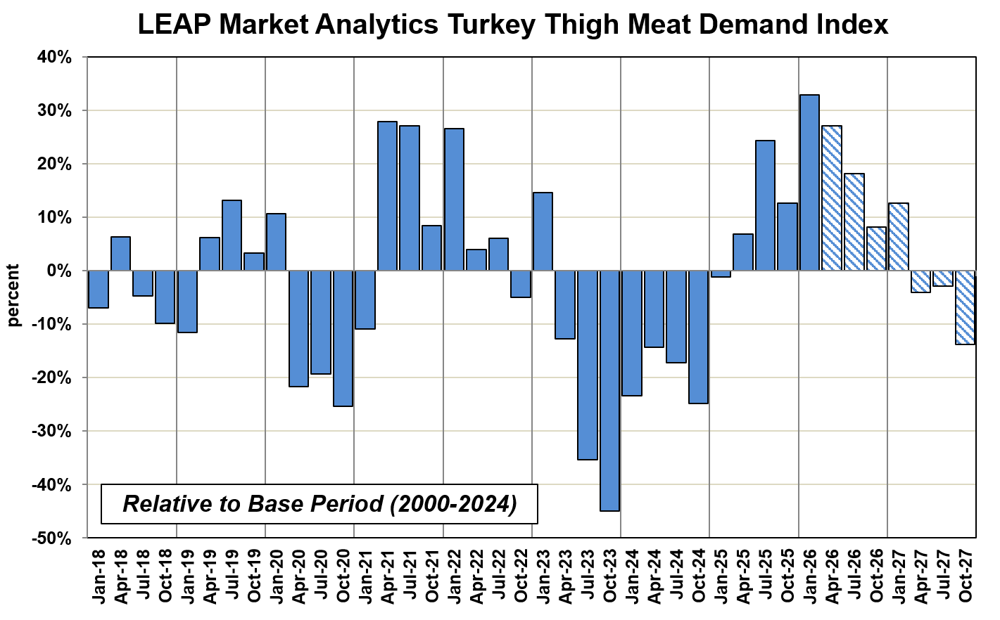 LEAP Market Analytics Turkey Thigh Meat Demand Index
40%
30%
20%
10%
0%
-10%
-20%
-30%
-40%
-50%
percent
Relative to Base Period (2000-2024)
Jan-18
Apr-18
Jul-18
Oct-18
Jan-19
Apr-19
Jul-19
Oct-19
Jan-20
Apr-20
Jul-20
Oct-20
Jan-21
Apr-21
Jul-21
Oct-21
Jan-22
Apr-22
Jul-22
Oct-22
Jan-23
Apr-23
Jul-23
Oct-23
Jan-24
Apr-24
Jul-24
Oct-24
Jan-25
Apr-25
Jul-25
Oct-25
Jan-26
Apr-26
Jul-26
Oct-26
Jan-27
Apr-27
Jul-27
Oct-27